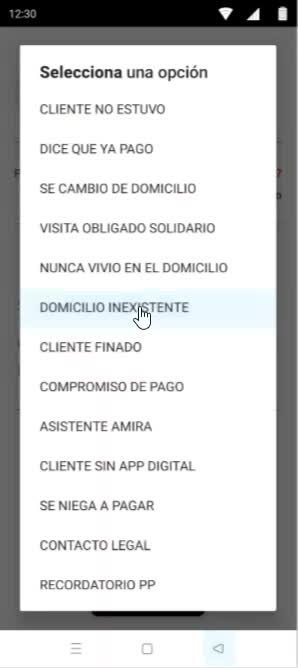 12:30
Selecciona una opción
CLIENTE NO ESTUVO
DICE QUE YA PAGO
SE CAMBIO DE DOMICILIO
VISITA OBLIGADO SOLIDARIO
NUNCA VIVIO EN EL DOMICILIO
DOMICILIO INEXISTENTE
CLIENTE FINADO
COMPROMISO DE PAGO
ASISTENTE AMIRA
CLIENTE SIN APP DIGITAL
SE NIEGA A PAGAR
CONTACTO LEGAL
RECORDATORIO PP